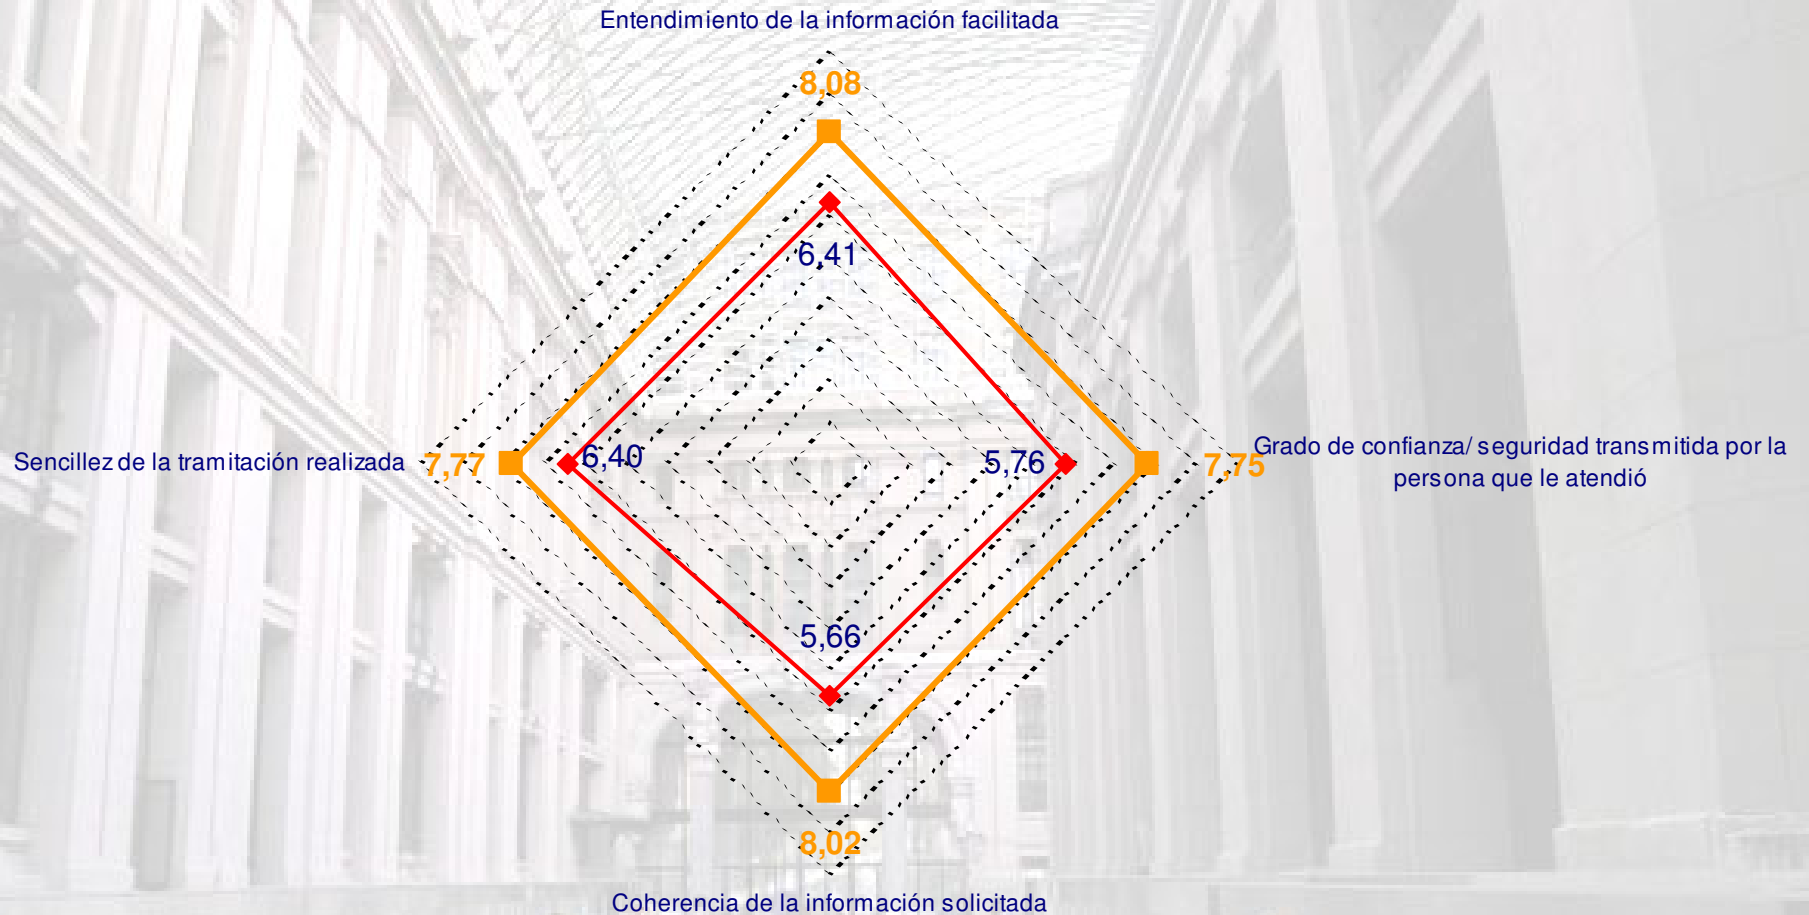 Entendimiento de la información facilitada
8,08
6,41
Sencillez de la tramitación realizada
7,77
6,40
5,76
7,75
Grado de confianza/ seguridad transmitida por la
persona que le atendió
5,66
8,02
Coherencia de la información solicitada